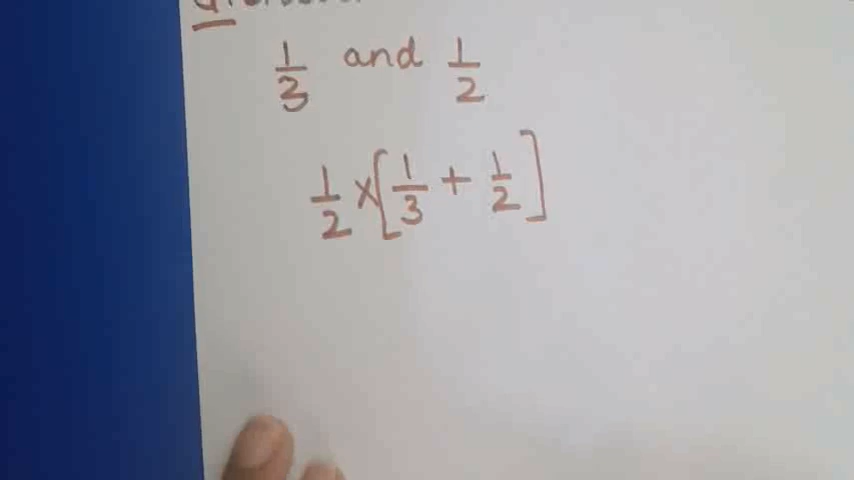 1/3 and 1/2
1/2 × [1/3 + 1/2]